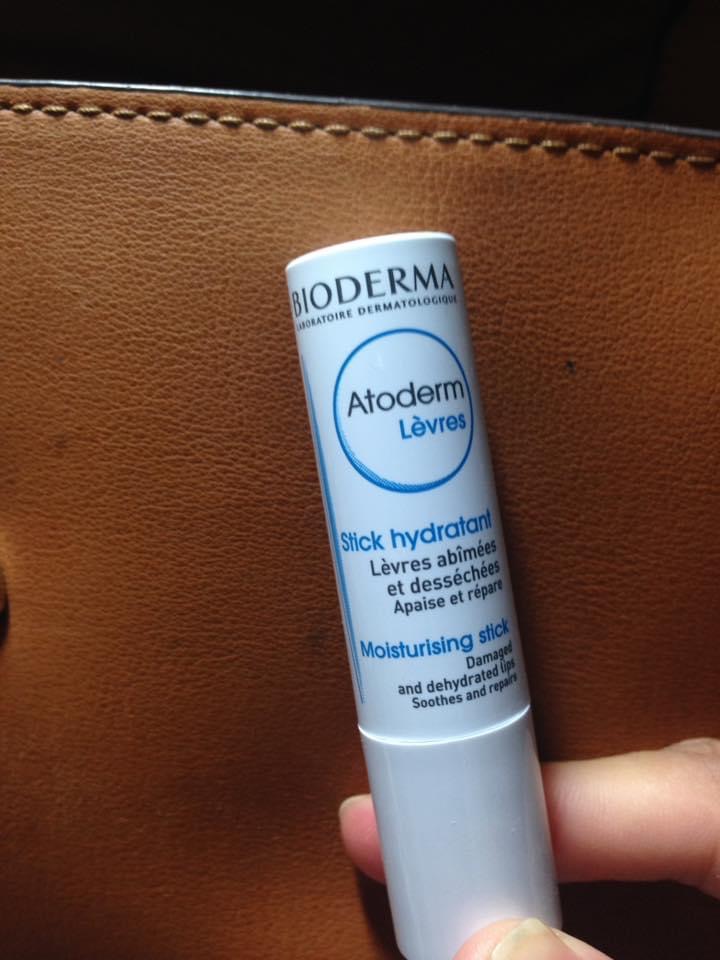 BIODERMA
LABORATOIRE DERMATOLOGIQUE
Atoderm
Lèvres
Stick hydratant
Lèvres abîmées
et desséchées
Apaise et répare
Moisturising stick
Damaged
and dehydrated lips
Soothes and repairs